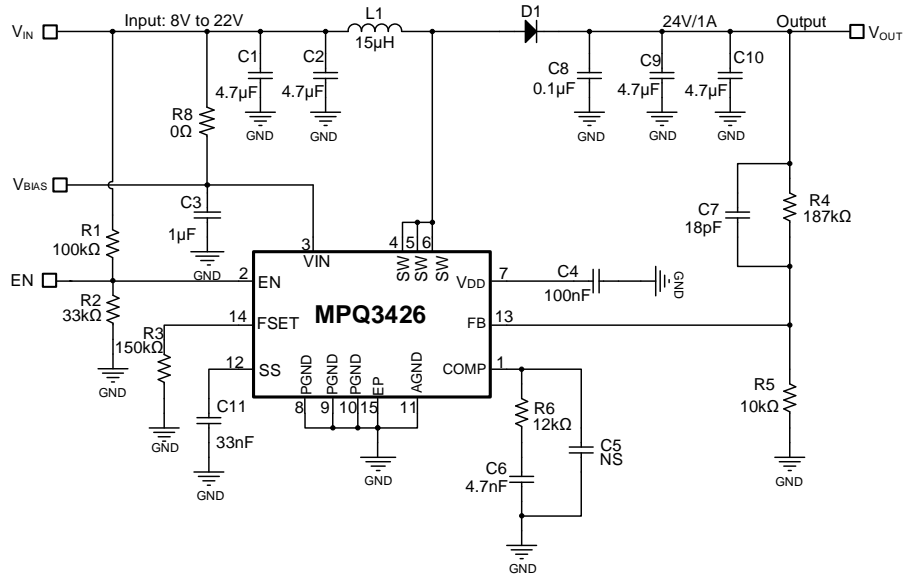 Input: 8V to 22V
L1
15µH
D1
24V/1A
Output
VIN
VOUT
C1
4.7µF
GND
C2
4.7µF
GND
C8
0.1µF
GND
C9
4.7µF
GND
C10
4.7µF
GND
R8
0Ω
VBIAS
C3
1µF
GND
R1
100kΩ
C7
18pF
R4
187kΩ
3
VIN
4
5
6
SW
SW
SW
EN
2
EN
VDD
7
C4
100nF
GND
R2
33kΩ
GND
MPQ3426
14
FSET
FB
13
R3
150kΩ
GND
12
SS
COMP
1
C11
33nF
GND
PGND
PGND
PGND
EP
AGND
8
9
10
15
11
GND
R6
12kΩ
C5
NS
C6
4.7nF
GND
R5
10kΩ
GND